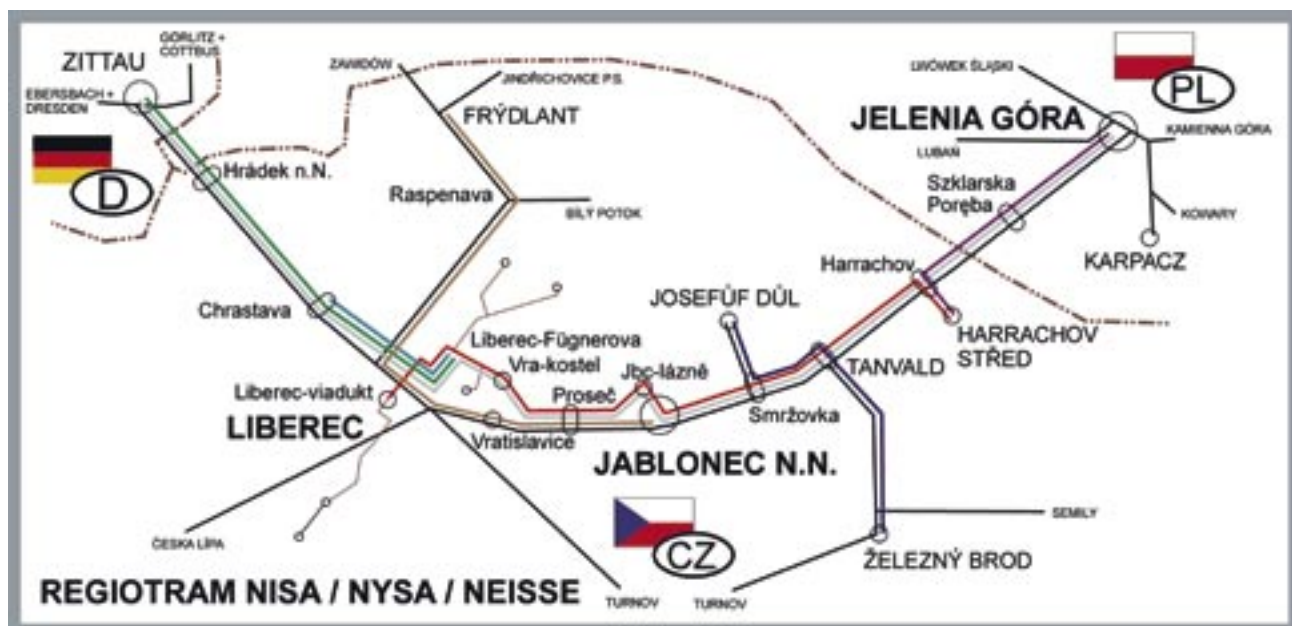 GÖRLITZ +
COTTBUS
ZITTAU
EBERSBACH +
DRESDEN
D
Hrádek n.N.
ZAWIDÓW
JINDŘICHOVICE P.S.
FRÝDLANT
Raspenava
BÍLÝ POTOK
LWÓWEK ŚLĄSKI
PL
JELENIA GÓRA
KAMIENNA GÓRA
LUBAŃ
Szklarska
Poręba
KOWARY
KARPACZ
Harrachov
HARRACHOV
STŘED
JOSEFŮF DŮL
TANVALD
Chrastava
Liberec-Fügnerova
Vra-kostel
Jbc-lázně
Proseč
Liberec-viadukt
LIBEREC
Vratislavice
Smržovka
JABLONEC N.N.
CZ
SEMILY
ČESKA LÍPA
ŽELEZNÝ BROD
REGIOTRAM NISA / NYSA / NEISSE
TURNOV
TURNOV